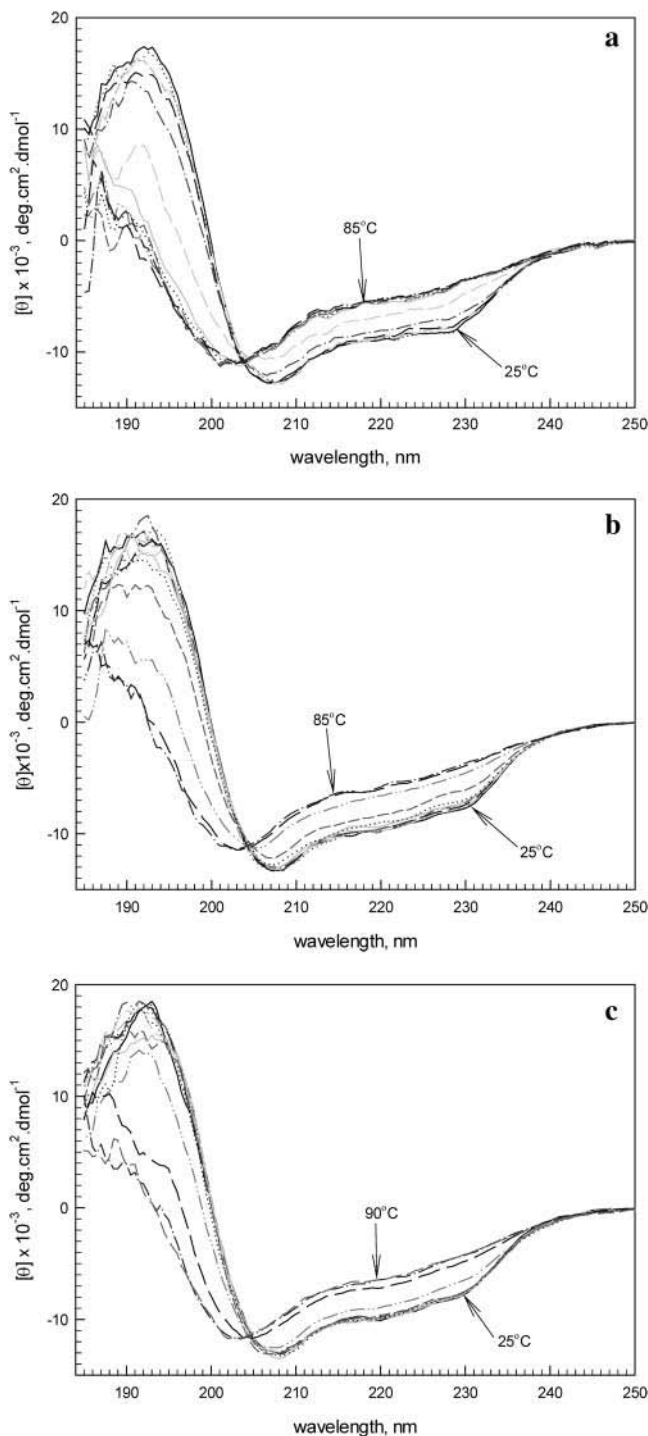 a
20
10
0
-10
[θ] x 10-3, deg.cm2.dmol-1
85°C
25°C
190 200 210 220 230 240 250
wavelength, nm
b
20
10
0
-10
[θ]x10-3, deg.cm2.dmol-1
85°C
25°C
190 200 210 220 230 240 250
wavelength, nm
c
20
10
0
-10
[θ] x 10-3, deg.cm2.dmol-1
90°C
25°C
190 200 210 220 230 240 250
wavelength, nm